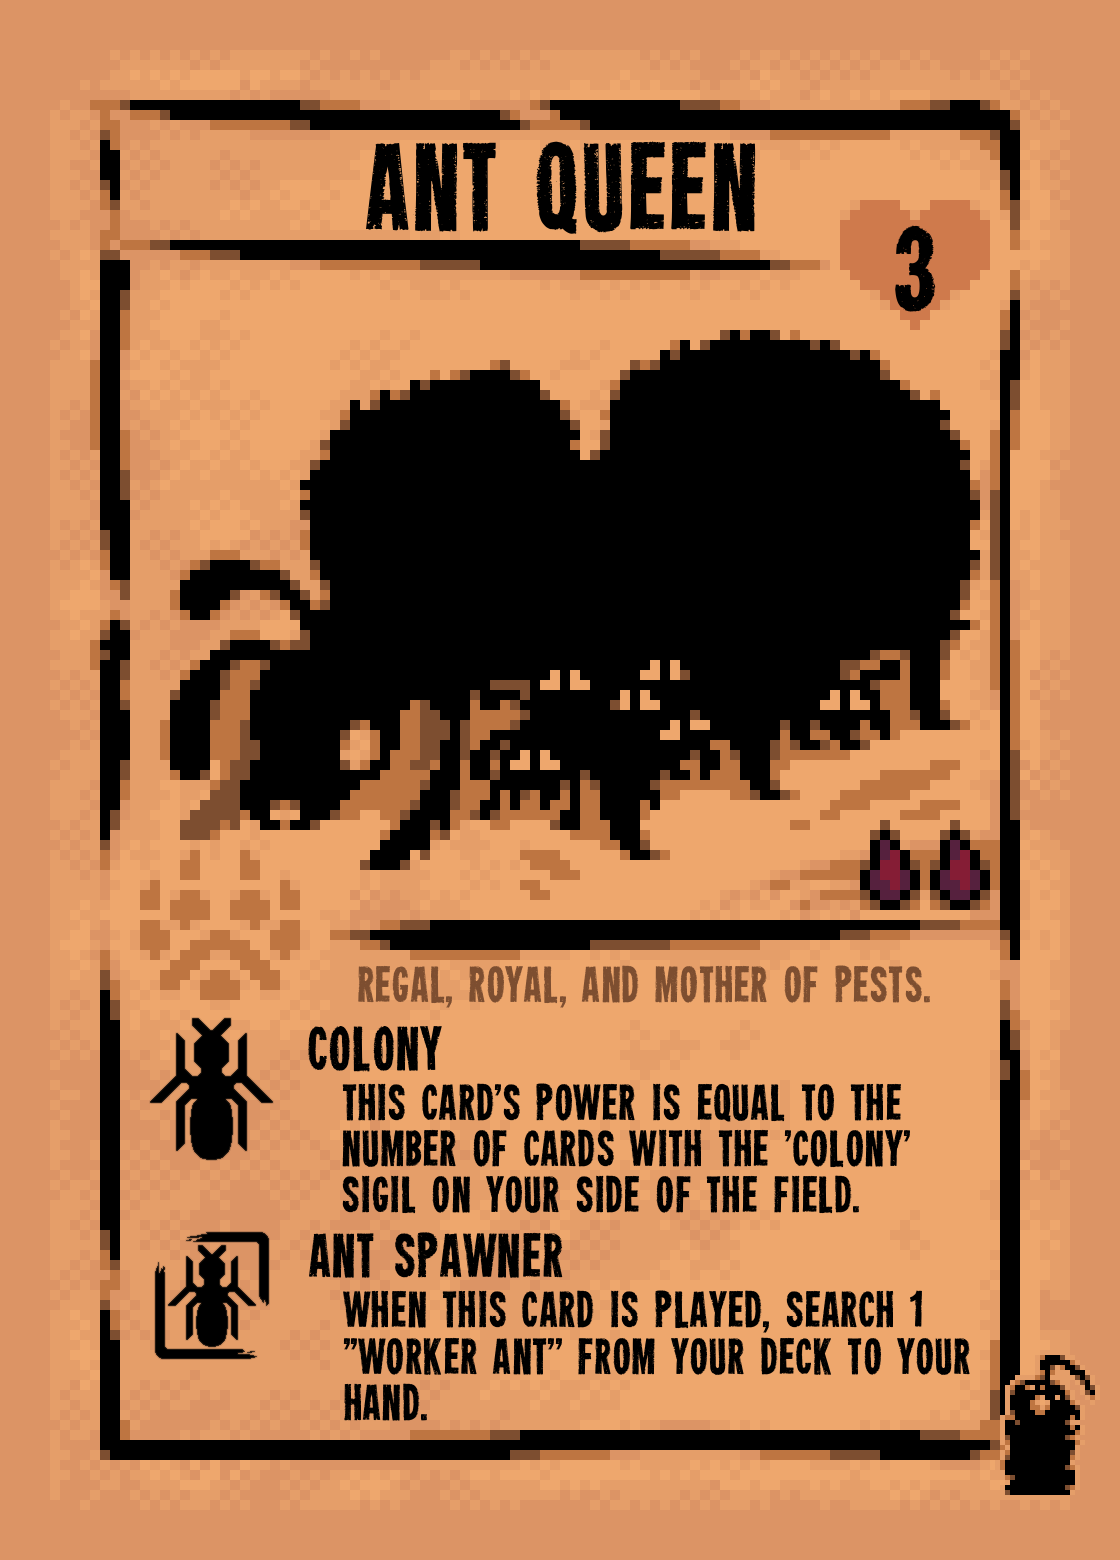 ANT QUEEN
3
REGAL, ROYAL, AND MOTHER OF PESTS.
COLONY
THIS CARD'S POWER IS EQUAL TO THE
NUMBER OF CARDS WITH THE 'COLONY'
SIGIL ON YOUR SIDE OF THE FIELD.
ANT SPAWNER
WHEN THIS CARD IS PLAYED, SEARCH 1
"WORKER ANT" FROM YOUR DECK TO YOUR
HAND.